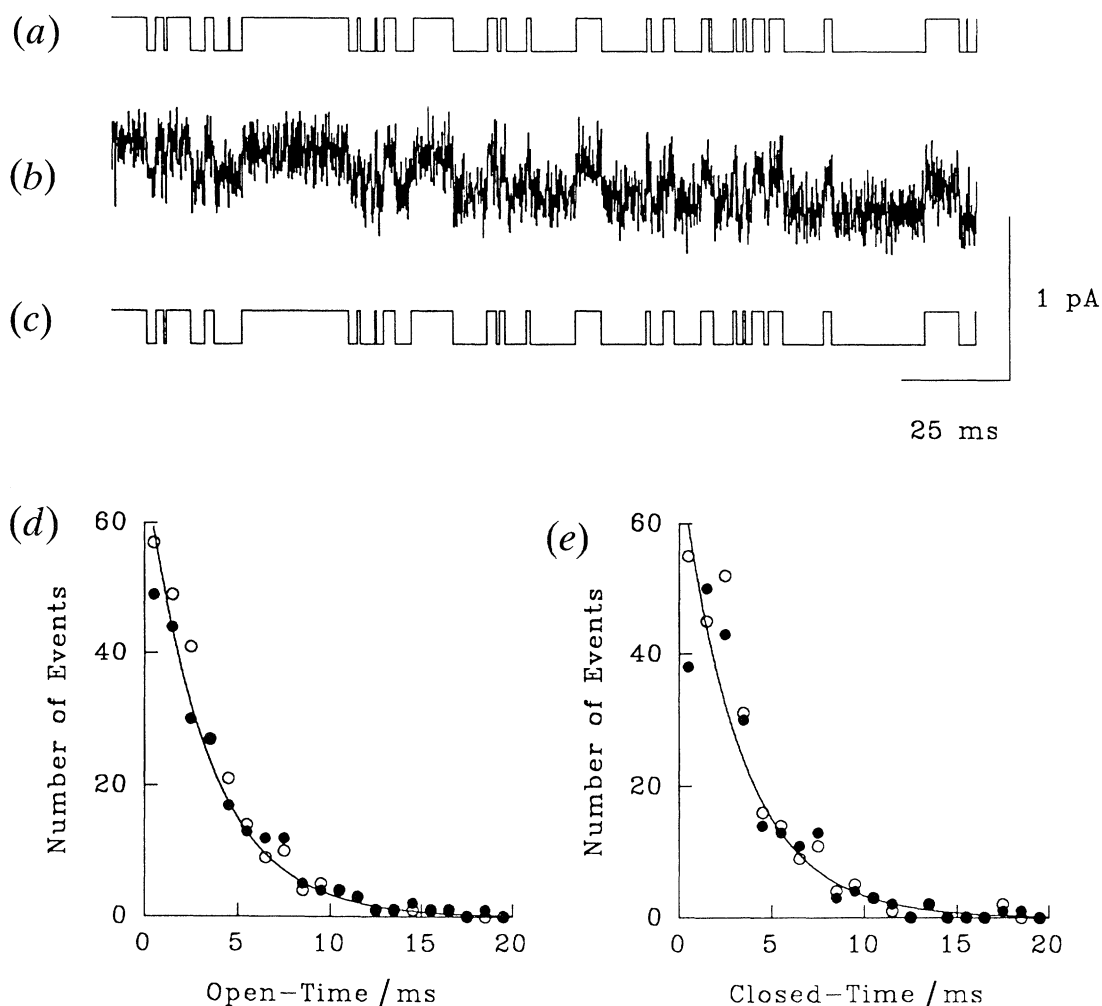 (a)
(b)
(c)
1 pA
25 ms
(d)
60
40
20
0
Number of Events
0 5 10 15 20
Open-Time / ms
(e)
60
40
20
0
Number of Events
0 5 10 15 20
Closed-Time / ms